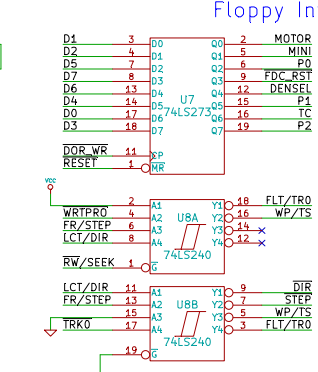 Floppy In
D1 3 D0 Q0 2 MOTOR
D2 4 D1 Q1 5 MINI
D5 7 D2 Q2 6 P0
D7 8 D3 Q3 9 FDC_RST
D6 13 D4 Q4 12 DENSEL
D4 14 D5 Q5 15 P1
D0 17 D6 Q6 16 TC
D3 18 D7 Q7 19 P2
U7
74LS273
DOR_WR 11 CP
RESET 1 MR
VCC
2 A1 Y1 18 FLT/TR0
WRTPRO 4 A2 Y2 16 WP/TS
FR/STEP 6 A3 Y3 14
LCT/DIR 8 A4 Y4 12
U8A
74LS240
RW/SEEK 1 G
LCT/DIR 11 A1 Y1 9 DIR
FR/STEP 13 A2 Y2 7 STEP
15 A3 Y3 5 WP/TS
TRK0 17 A4 Y4 3 FLT/TR0
U8B
74LS240
19 G